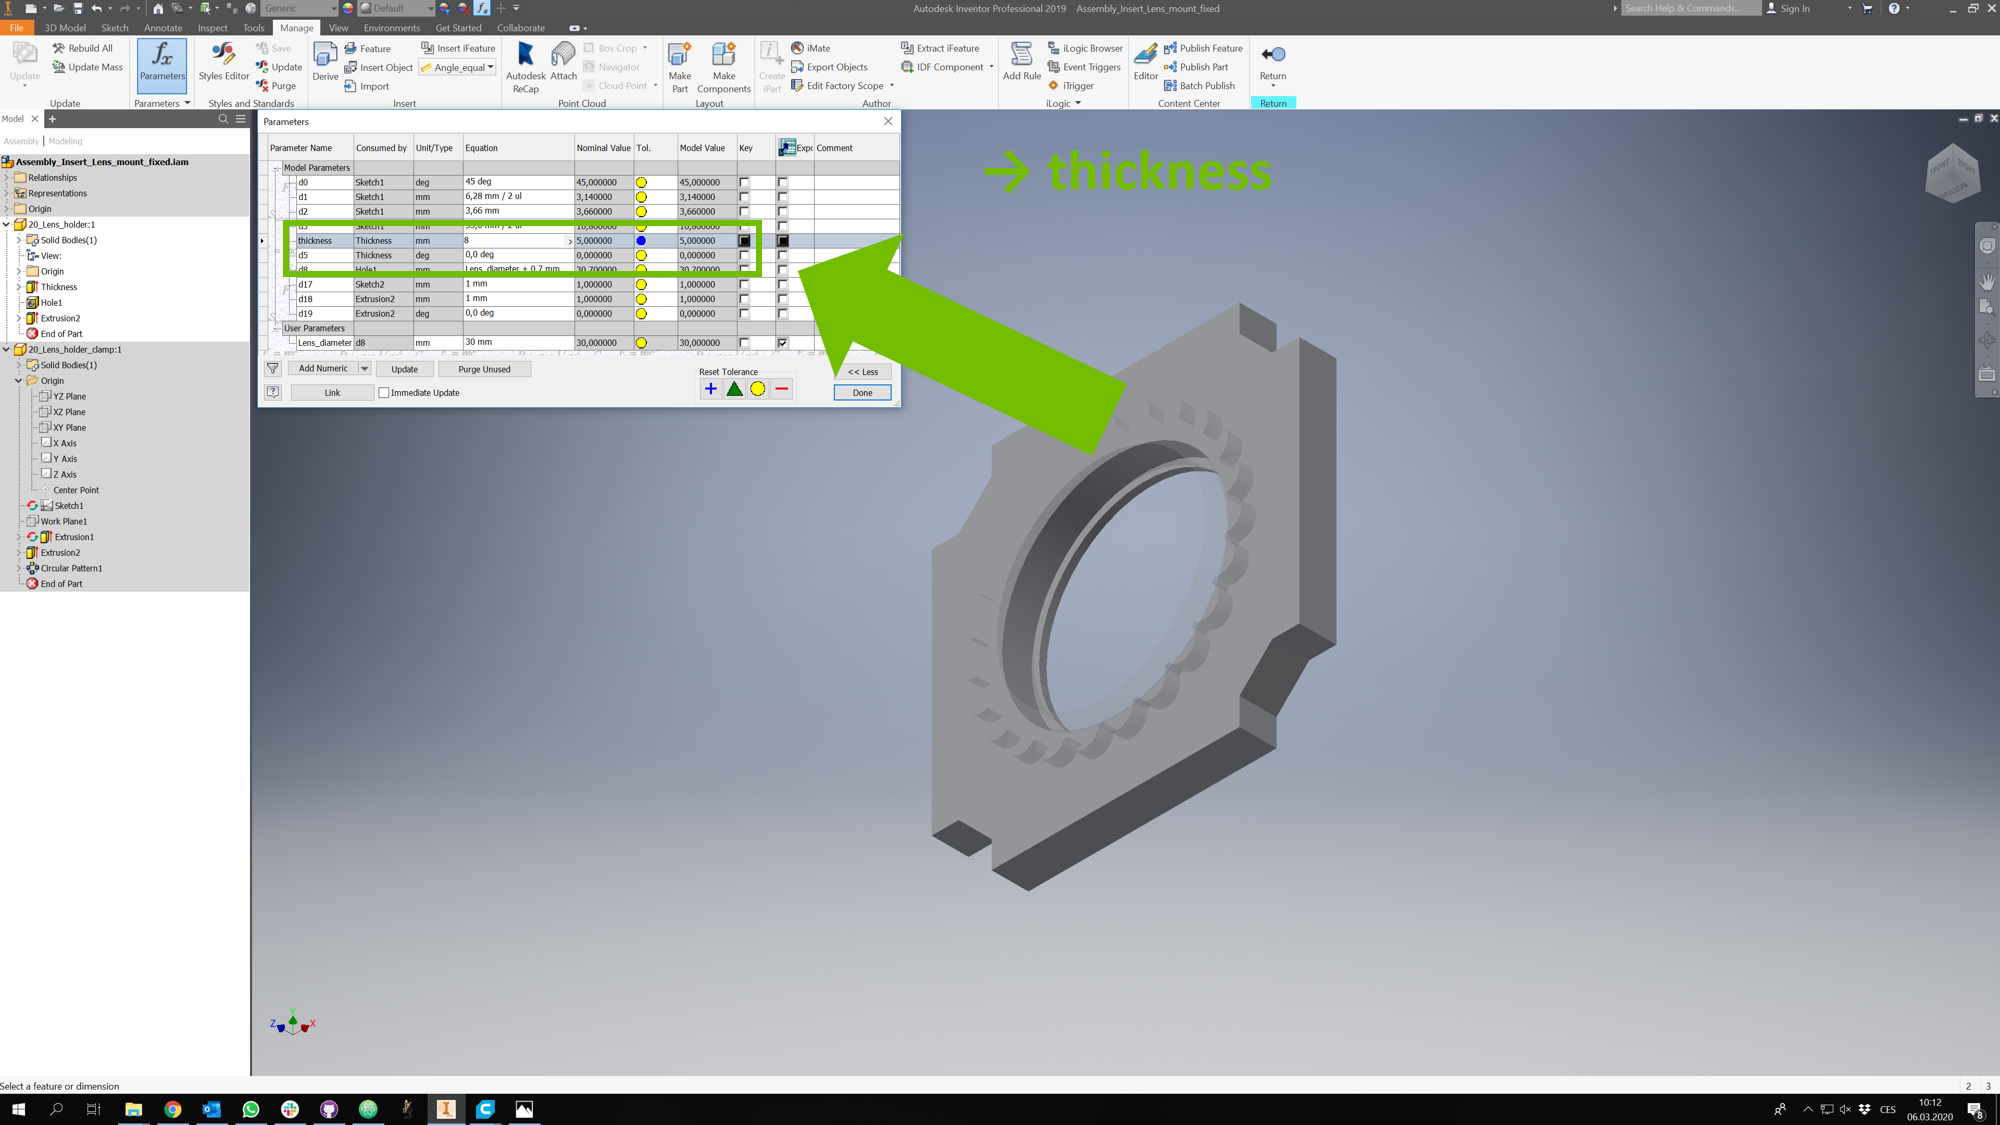 Generic
Default
Autodesk Inventor Professional 2019 Assembly_Insert_Lens_mount_fixed
Search Help & Commands...
Sign In
File 3D Model Sketch Annotate Inspect Tools Manage View Environments Get Started Collaborate
Update
Rebuild All
Update Mass
Update
Parameters
Parameters
Styles Editor
Save
Update
Purge
Styles and Standards
Derive
Feature
Insert Object
Import
Insert iFeature
Angle_equal
Insert
Autodesk ReCap
Attach
Box Crop
Navigator
Cloud Point
Point Cloud
Make Part
Make Components
Layout
Create iPart
iMate
Export Objects
Edit Factory Scope
Extract iFeature
IDF Component
Author
Add Rule
iLogic Browser
Event Triggers
iTrigger
iLogic
Editor
Publish Feature
Publish Part
Batch Publish
Content Center
Return
Return
Model
Assembly Modeling
Assembly_Insert_Lens_mount_fixed.iam
Relationships
Representations
Origin
20_Lens_holder:1
Solid Bodies(1)
View:
Origin
Thickness
Hole1
Extrusion2
End of Part
20_Lens_holder_clamp:1
Solid Bodies(1)
Origin
YZ Plane
XZ Plane
XY Plane
X Axis
Y Axis
Z Axis
Center Point
Sketch1
Work Plane1
Extrusion1
Extrusion2
Circular Pattern1
End of Part
Parameters
Parameter Name Consumed by Unit/Type Equation Nominal Value Tol. Model Value Key Expc Comment
Model Parameters
d0 Sketch1 deg 45 deg 45,000000 45,000000
d1 Sketch1 mm 6,28 mm / 2 ul 3,140000 3,140000
d2 Sketch1 mm 3,66 mm 3,660000 3,660000
thickness Thickness mm 8 5,000000 5,000000
d5 Thickness deg 0,0 deg 0,000000 0,000000
d8 Hole1 mm Lens_diameter + 0.7 mm 30,700000 30,700000
d17 Sketch2 mm 1 mm 1,000000 1,000000
d18 Extrusion2 mm 1 mm 1,000000 1,000000
d19 Extrusion2 deg 0,0 deg 0,000000 0,000000
User Parameters
Lens_diameter d8 mm 30 mm 30,000000 30,000000
Add Numeric Update Purge Unused
Reset Tolerance
<< Less
Link
Immediate Update
Done
→ thickness
FRONT RIGHT
BOTTOM
Z Y X
Select a feature or dimension
2 3
CES
10:12
06.03.2020
8